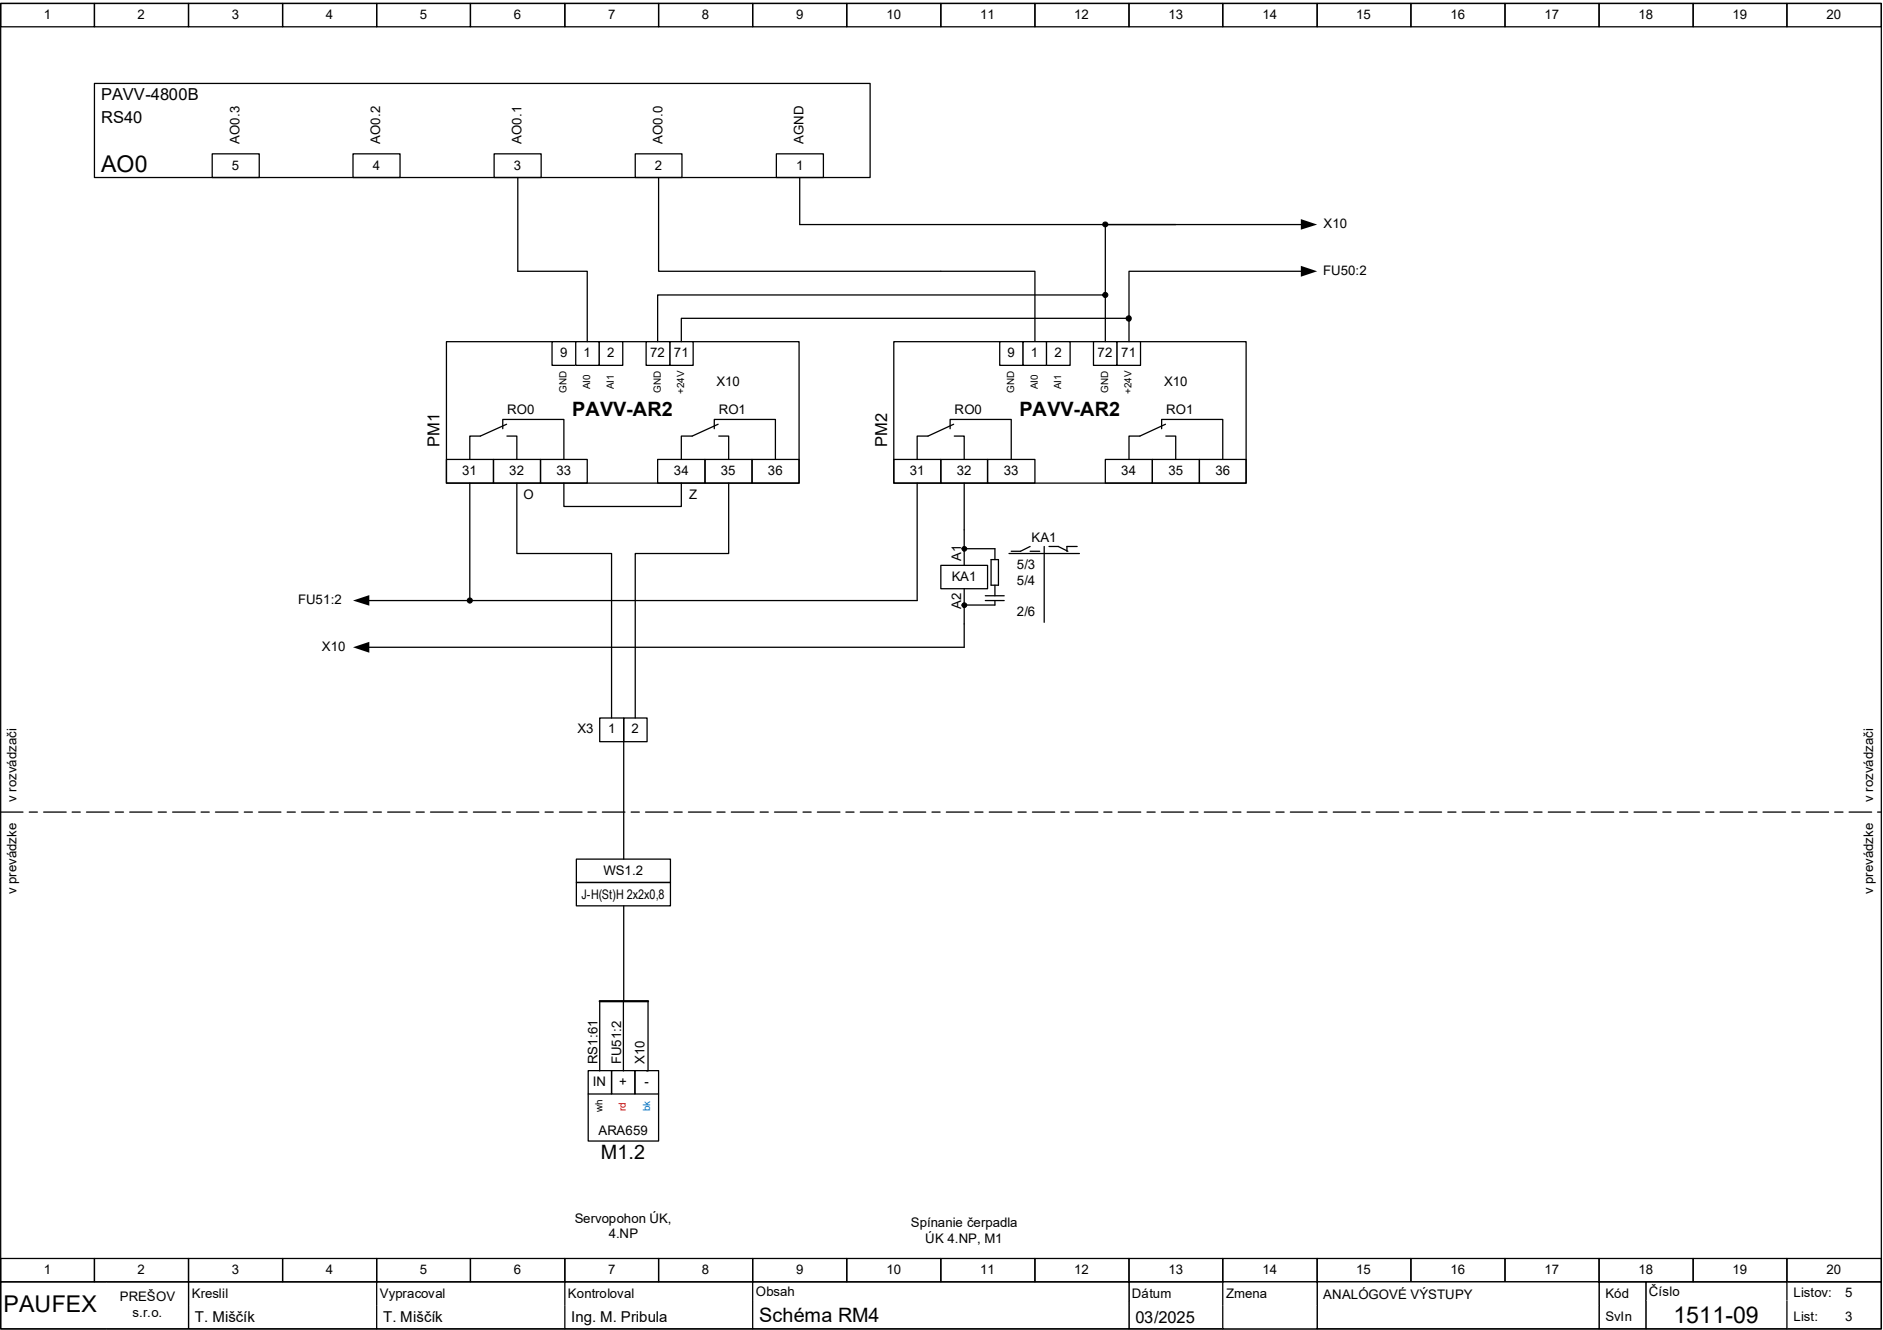 1 2 3 4 5 6 7 8 9 10 11 12 13 14 15 16 17 18 19 20
PAVV-4800B
RS40
AO0
AO0.3 AO0.2 AO0.1 AO0.0 AGND
5 4 3 2 1
X10
FU50:2
9 1 2 72 71
GND AI0 AI1 GND +24V
X10
PAVV-AR2
PM1
RO0 RO1
31 32 33 34 35 36
O Z
9 1 2 72 71
GND AI0 AI1 GND +24V
X10
PAVV-AR2
PM2
RO0 RO1
31 32 33 34 35 36
A1
KA1
A2
KA1
5/3
5/4
2/6
FU51:2
X10
X3 1 2
v rozvádzači
v rozvádzači
v prevádzke
v prevádzke
WS1.2
J-H(St)H 2x2x0,8
RS1:61 FU51:2 X10
IN + -
wh rd bk
ARA659
M1.2
Servopohon ÚK,
4.NP
Spínanie čerpadla
ÚK 4.NP, M1
1 2 3 4 5 6 7 8 9 10 11 12 13 14 15 16 17 18 19 20
PAUFEX
PREŠOV
s.r.o.
Kreslil
T. Miščík
Vypracoval
T. Miščík
Kontroloval
Ing. M. Pribula
Obsah
Schéma RM4
Dátum
03/2025
Zmena
ANALÓGOVÉ VÝSTUPY
Kód
SvIn
Číslo
1511-09
Listov: 5
List: 3